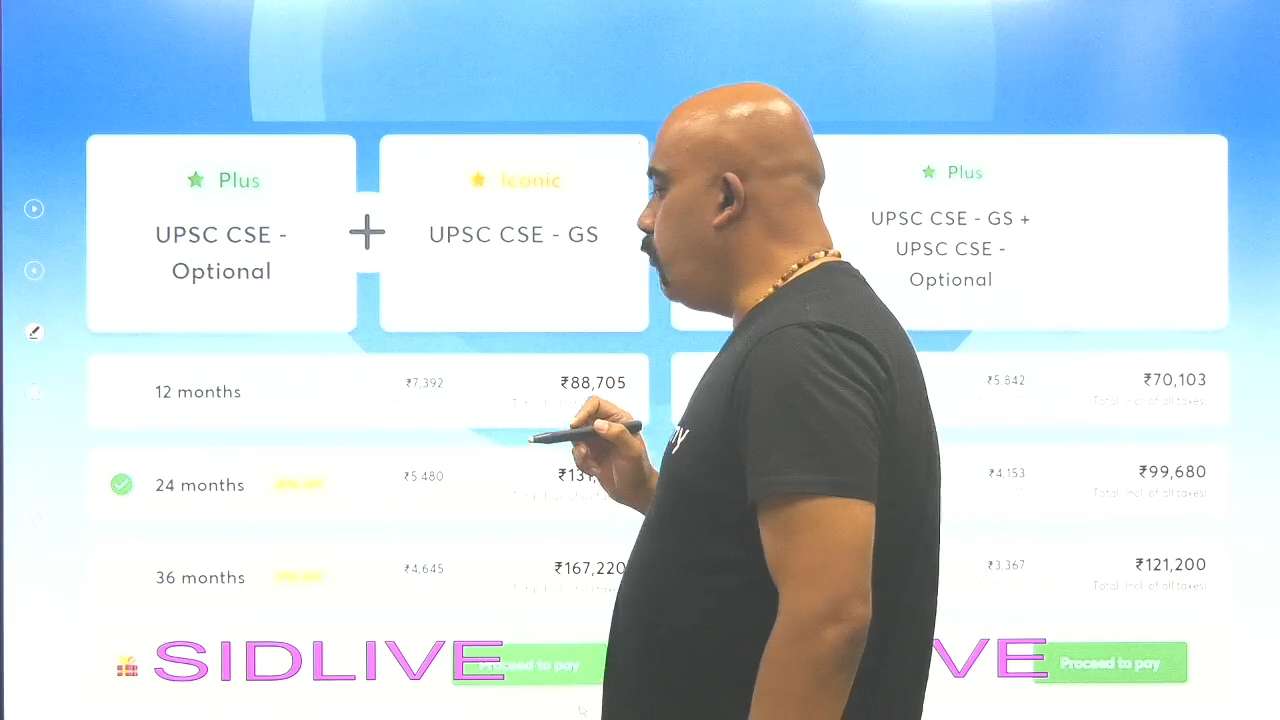 Plus
UPSC CSE -
Optional
+
Iconic
UPSC CSE - GS
Plus
UPSC CSE - GS +
UPSC CSE -
Optional
12 months ₹7,392 ₹88,705
₹5,842 ₹70,103
Total (Incl. of all taxes)
24 months ₹5,480 ₹131,
₹4,153 ₹99,680
Total (Incl. of all taxes)
36 months ₹4,645 ₹167,220
₹3,367 ₹121,200
Total (Incl. of all taxes)
SIDLIVE
Proceed to pay
VE
Proceed to pay